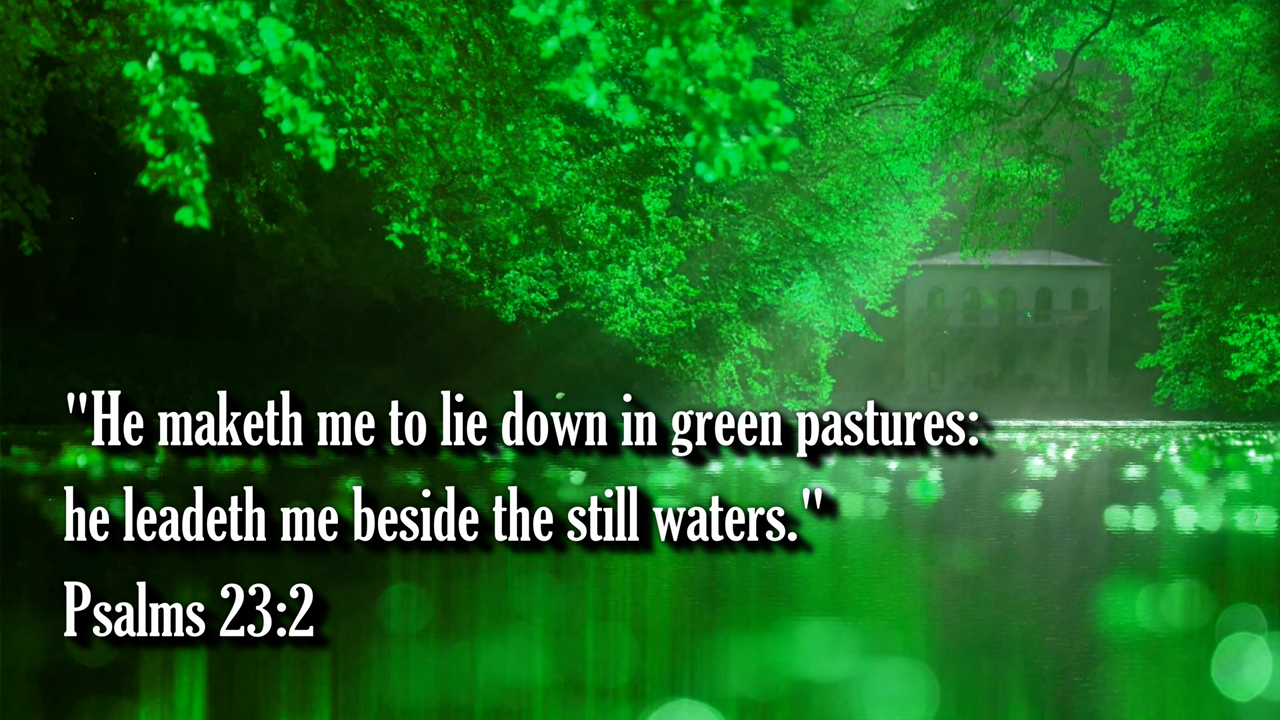 "He maketh me to lie down in green pastures:
he leadeth me beside the still waters."
Psalms 23:2